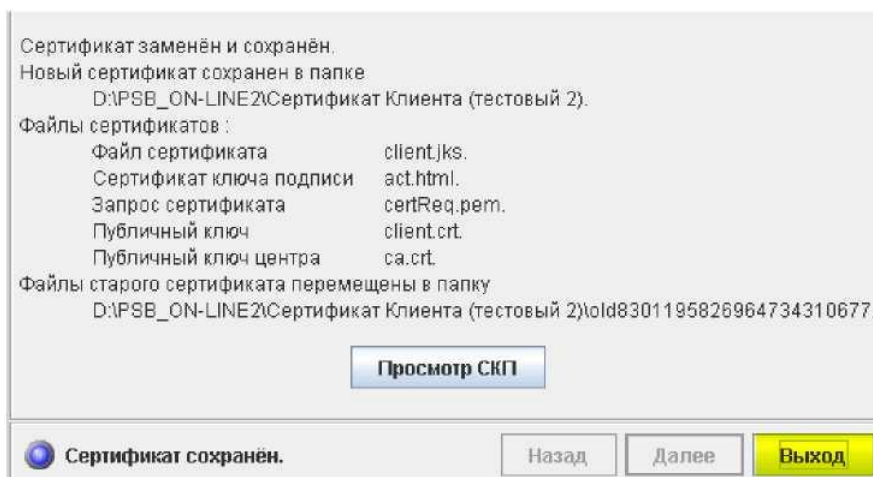 Сертификат заменён и сохранён.
Новый сертификат сохранен в папке
D:\PSB_ON-LINE2\Сертификат Клиента (тестовый 2).
Файлы сертификатов :
Файл сертификата client.jks.
Сертификат ключа подписи act.html.
Запрос сертификата certReq.pem.
Публичный ключ client.crt.
Публичный ключ центра ca.crt.
Файлы старого сертификата перемещены в папку
D:\PSB_ON-LINE2\Сертификат Клиента (тестовый 2)\old8301195826964734310677
Просмотр СКП
Сертификат сохранён. Назад Далее Выход